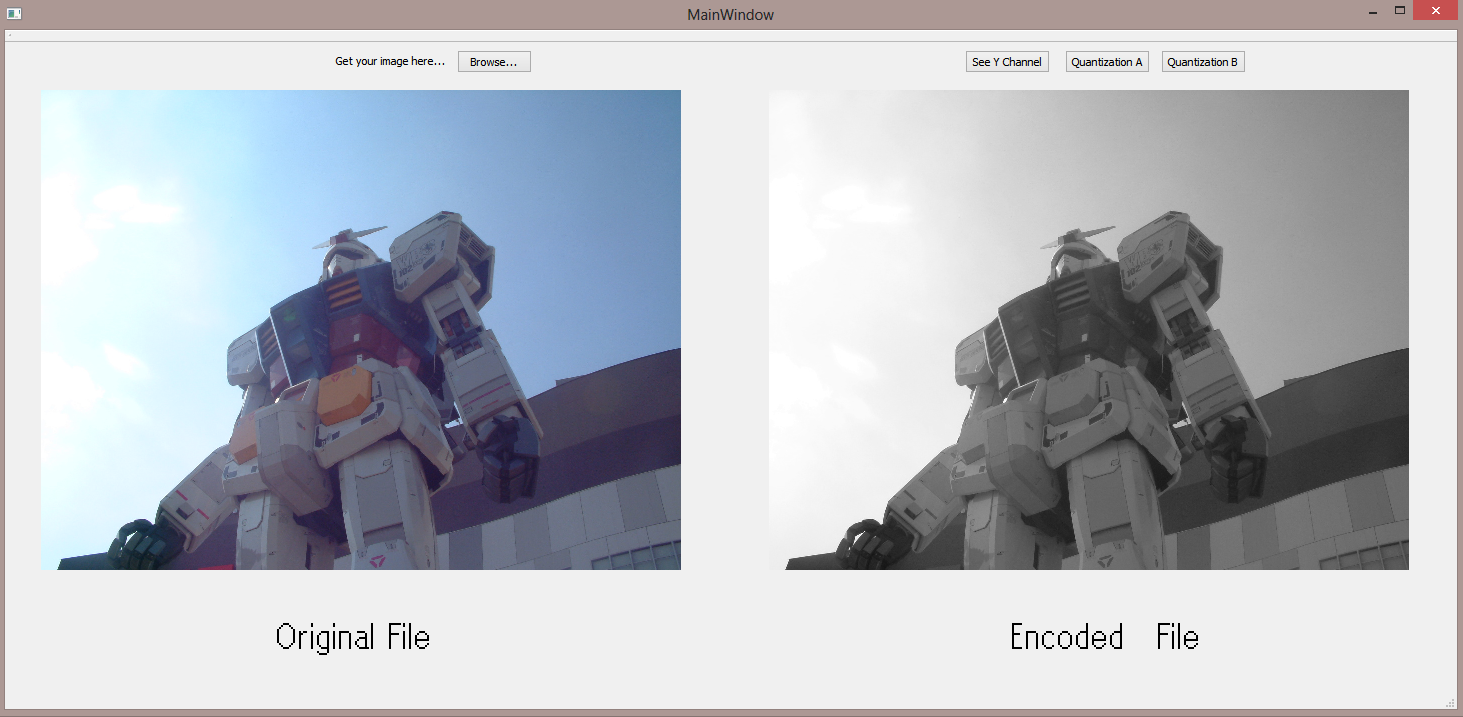 MainWindow
Get your image here... Browse... See Y Channel Quantization A Quantization B
Original File Encoded File